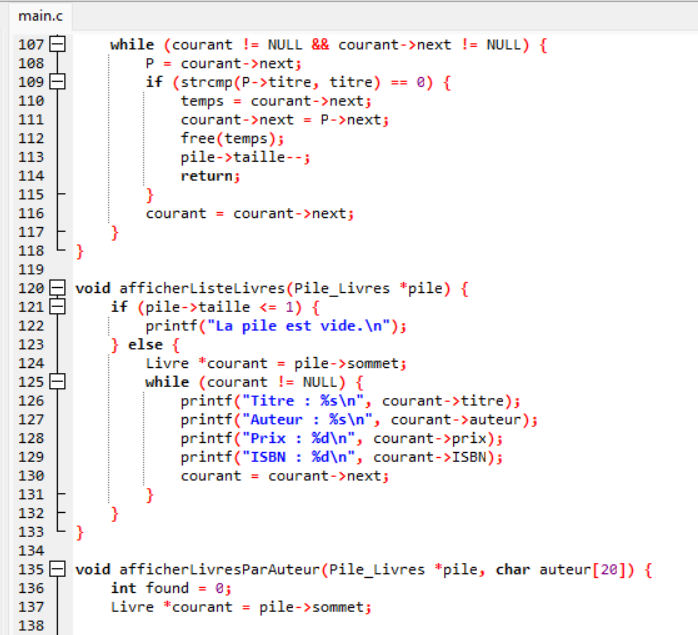 main.c
107 while (courant != NULL && courant->next != NULL) {
108 P = courant->next;
109 if (strcmp(P->titre, titre) == 0) {
110 temps = courant->next;
111 courant->next = P->next;
112 free(temps);
113 pile->taille--;
114 return;
115 }
116 courant = courant->next;
117 }
118 }
119
120 void afficherListeLivres(Pile_Livres *pile) {
121 if (pile->taille <= 1) {
122 printf("La pile est vide.\n");
123 } else {
124 Livre *courant = pile->sommet;
125 while (courant != NULL) {
126 printf("Titre : %s\n", courant->titre);
127 printf("Auteur : %s\n", courant->auteur);
128 printf("Prix : %d\n", courant->prix);
129 printf("ISBN : %d\n", courant->ISBN);
130 courant = courant->next;
131 }
132 }
133 }
134
135 void afficherLivresParAuteur(Pile_Livres *pile, char auteur[20]) {
136 int found = 0;
137 Livre *courant = pile->sommet;
138